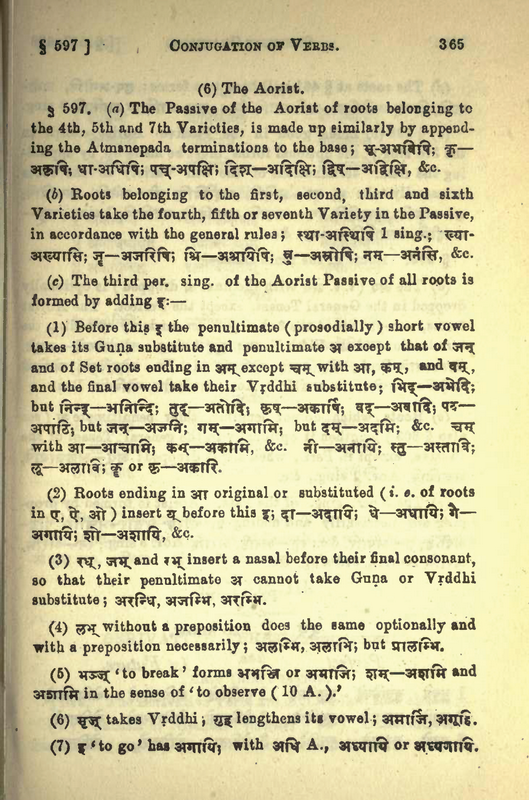 § 597 ] CONJUGATION OF VERBS. 365
(6) The Aorist.
§ 597. (a) The Passive of the Aorist of roots belonging to
the 4th, 5th and 7th Varieties, is made up similarly by append-
ing the Atmanepada terminations to the base; भू-अभविषि; कृ—
अकृषि; धा-अधिषि; पच्-अपक्षि; दिश्—अदिक्षि; द्विष्—अद्विक्षि, &c.
(b) Roots belonging to the first, second, third and sixth
Varieties take the fourth, fifth or seventh Variety in the Passive,
in accordance with the general rules; स्था-अस्थिषि 1 sing.; ख्या-
अख्यासि; जॄ—अजरिषि; श्रि—अश्रायिषि; स्नु—अस्नोषि; नम—अनंसि, &c.
(c) The third per. sing. of the Aorist Passive of all roots is
formed by adding इ:—
(1) Before this इ the penultimate ( prosodially ) short vowel
takes its Guṇa substitute and penultimate अ except that of जन्
and of Set roots ending in अम् except चम् with आ, कम्, and वम्,
and the final vowel take their Vṛddhi substitute; भिद्—अभेदि;
but निन्द्—अनिन्दि; तुद्—अतोदि; कृष्—अकर्षि; वद्—अवादि; पठ—
अपाठि; but जन्—अजनि; गम्—अगामि; but दम्—अदमि; &c. चम्
with आ—आचामि; कम्—अकामि, &c. नी—अनायि; स्तु—अस्तावि;
लू—अलावि; कॄ or कृ—अकारि.
(2) Roots ending in आ original or substituted ( i. e. of roots
in ए, ऐ, ओ ) insert य् before this इ; दा—अदायि; धे—अधायि; गै—
अगायि; शो—अशायि, &c.
(3) रध्, जभ् and रभ् insert a nasal before their final consonant,
so that their penultimate अ cannot take Guṇa or Vṛddhi
substitute; अरन्धि, अजम्भि, अरम्भि.
(4) लभ् without a preposition does the same optionally and
with a preposition necessarily; अलम्भि, अलाभि; but प्रालम्भि.
(5) भञ्ज् 'to break' forms अभञ्जि or अभाजि; शम्—अशमि and
अशामि in the sense of 'to observe ( 10 A. ).'
(6) मृज् takes Vṛddhi; गुह् lengthens its vowel; अमार्जि, अगूहि.
(7) इ 'to go' has अगायि; with अधि A., अध्यायि or अध्यगायि.